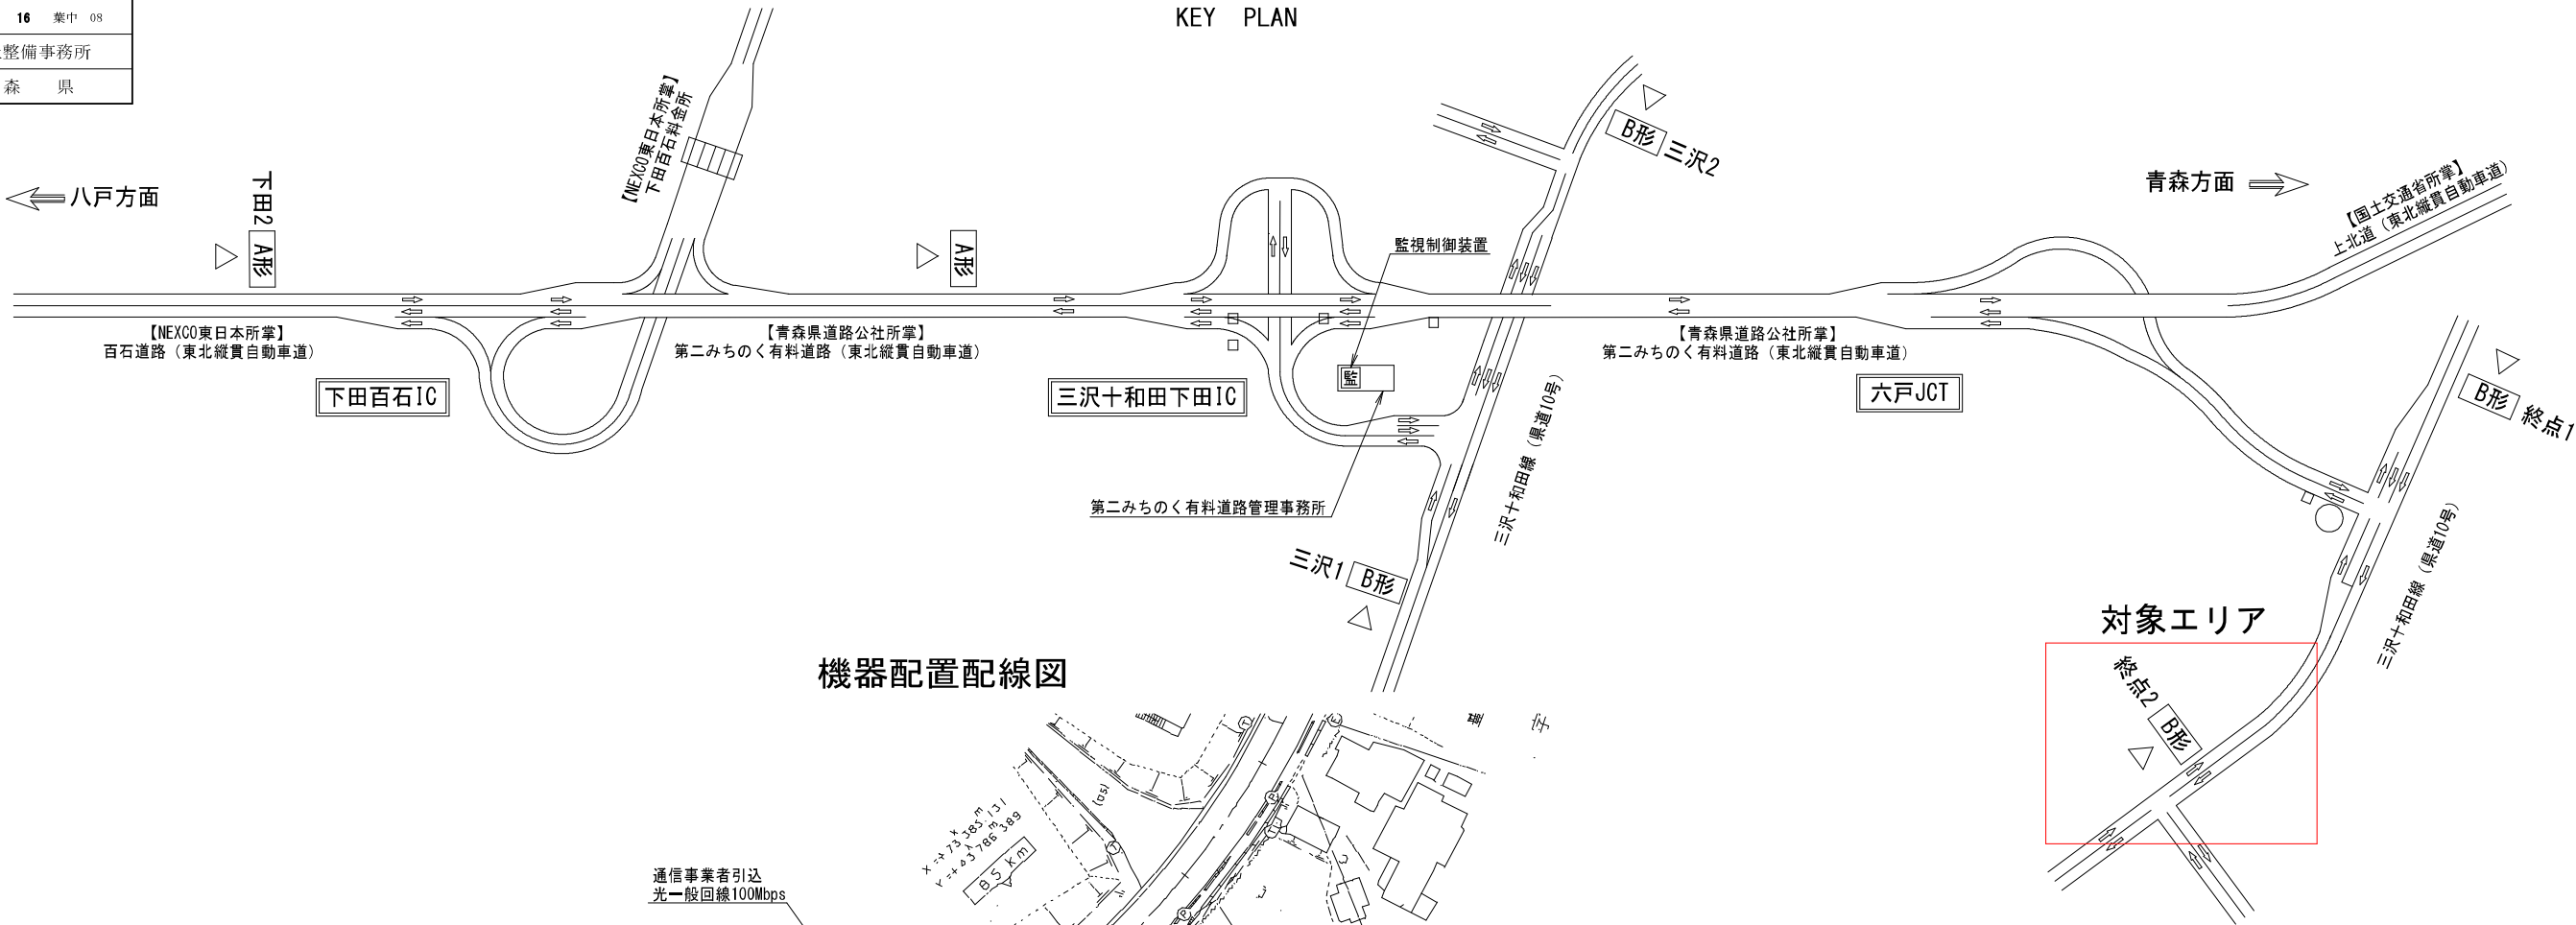 16 葉中 08
整備事務所
森 県
KEY PLAN
八戸方面
下田2
A形
【NEXCO東日本所掌】
下田百石料金所
A形
監視制御装置
B形 三沢2
青森方面
【国土交通省所掌】
上北道（東北縦貫自動車道）
【NEXCO東日本所掌】
百石道路（東北縦貫自動車道）
【青森県道路公社所掌】
第二みちのく有料道路（東北縦貫自動車道）
【青森県道路公社所掌】
第二みちのく有料道路（東北縦貫自動車道）
下田百石IC
三沢十和田下田IC
監
六戸JCT
B形 終点1
三沢十和田線（県道10号）
第二みちのく有料道路管理事務所
三沢1 B形
三沢十和田線（県道10号）
対象エリア
終点2 B形
機器配置配線図
字
(as)
8.5km
通信事業者引込
光一般回線100Mbps